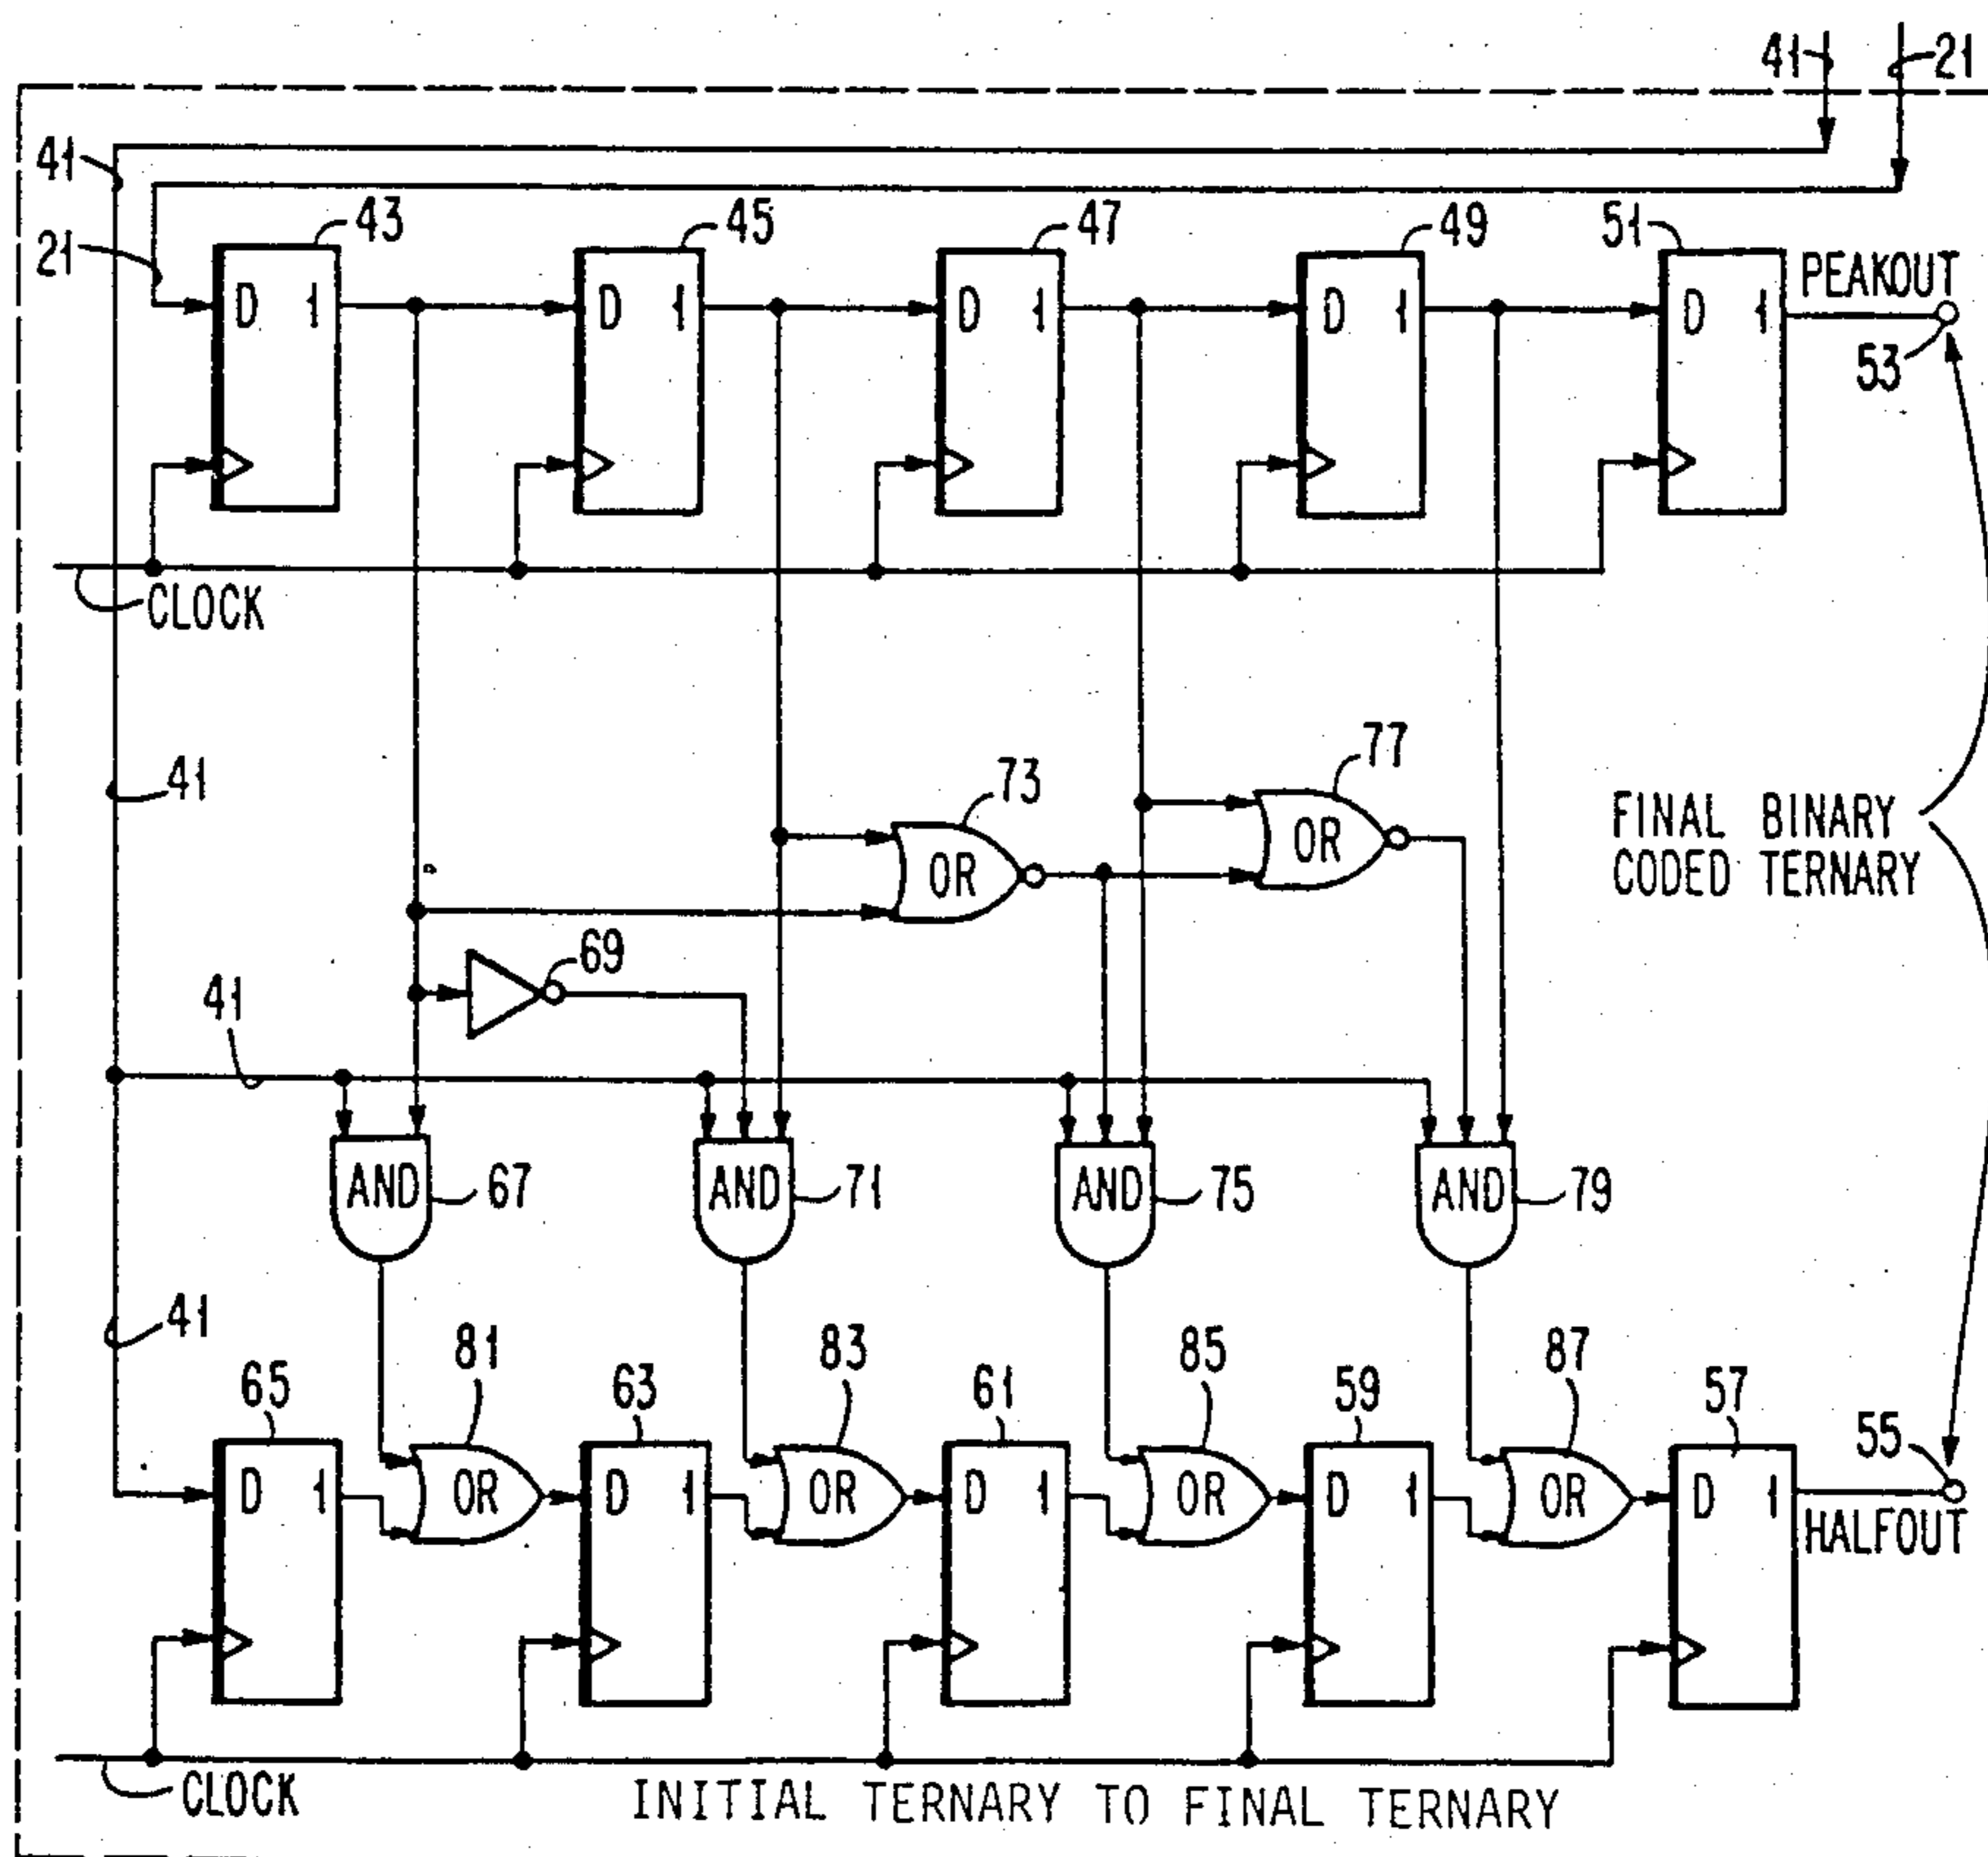 41 21
41
43 45 47 49 51
21
D 1 D 1 D 1 D 1 D 1
PEAKOUT
53
CLOCK
77
73
41
OR
OR
FINAL BINARY
CODED TERNARY
69
41
AND 67 AND 71 AND 75 AND 79
41
81 83 85 87
65 63 61 59 57
55
D 1 OR D 1 OR D 1 OR D 1 OR D 1
HALFOUT
CLOCK
INITIAL TERNARY TO FINAL TERNARY